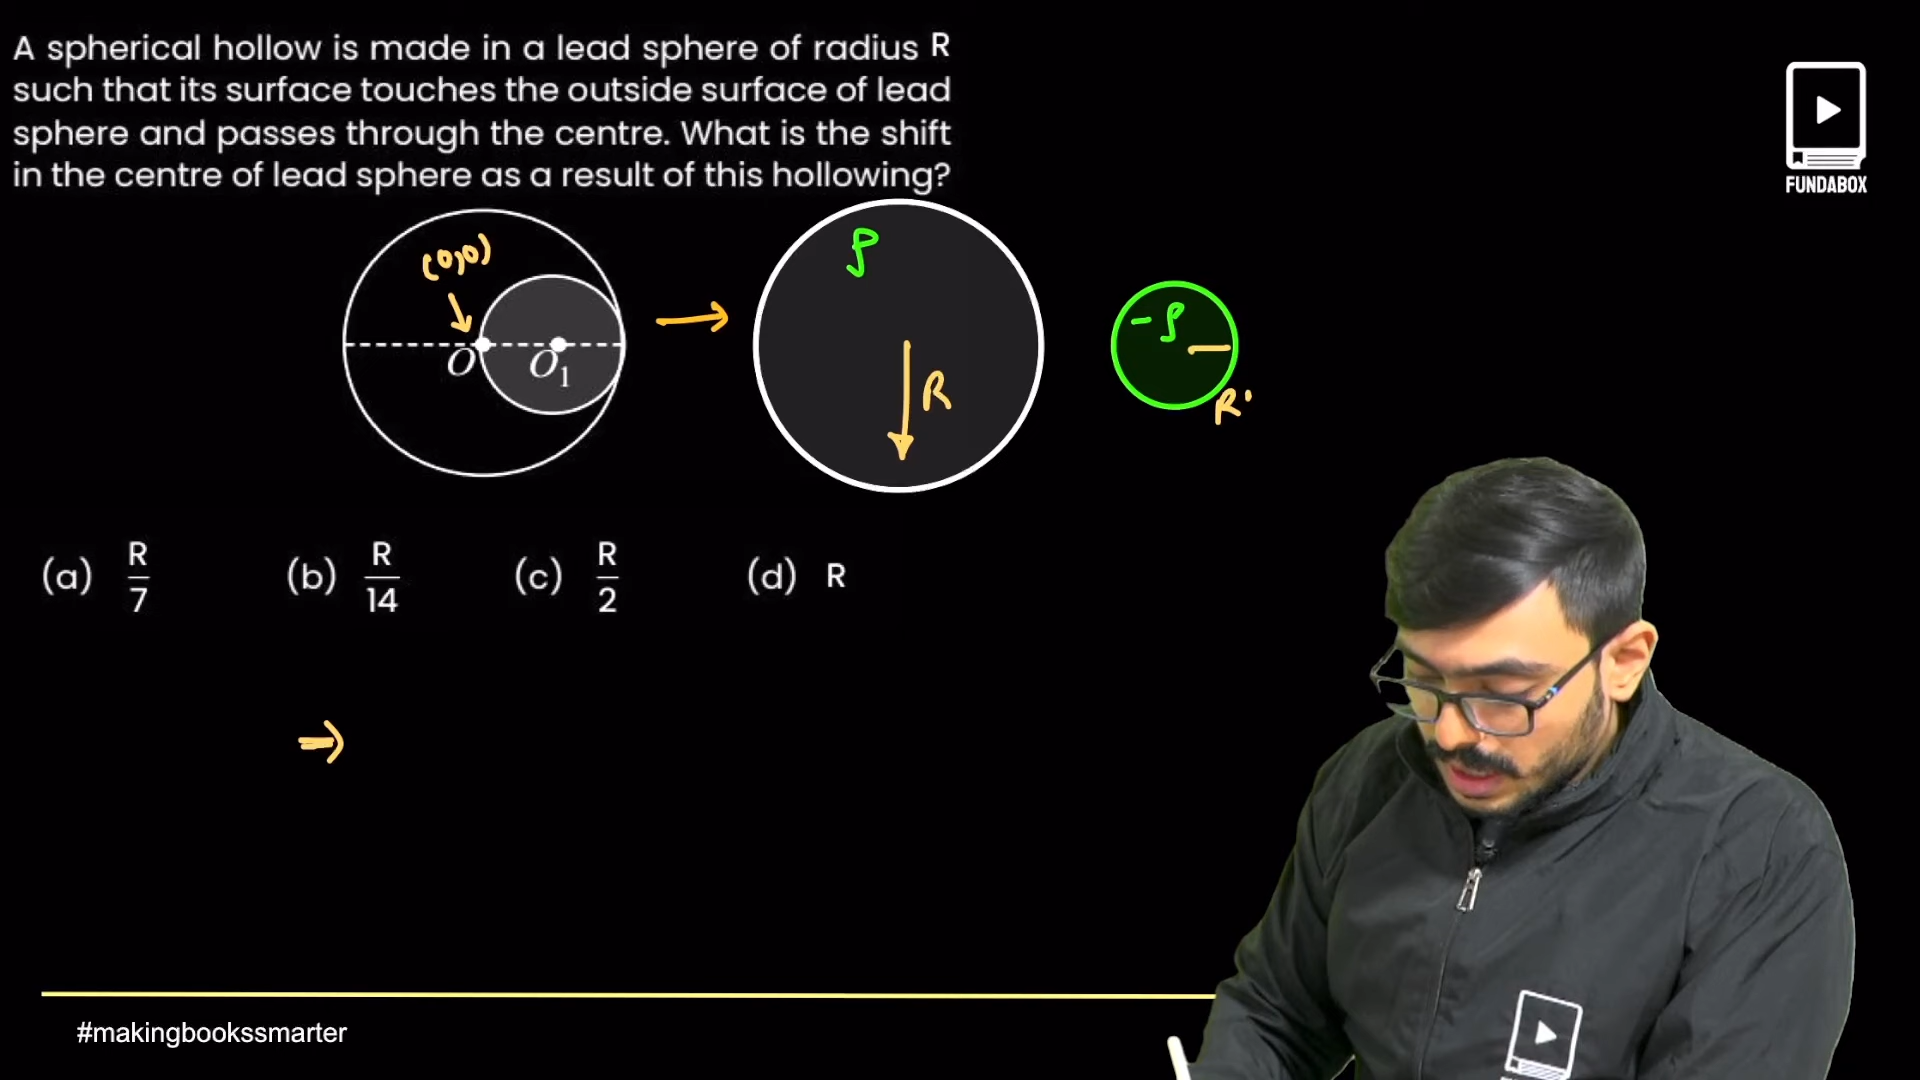 A spherical hollow is made in a lead sphere of radius R
such that its surface touches the outside surface of lead
sphere and passes through the centre. What is the shift
in the centre of lead sphere as a result of this hollowing?
FUNDABOX
(0,0)
O
O₁
ρ
R
-ρ
R'
(a) R/7 (b) R/14 (c) R/2 (d) R
#makingbookssmarter